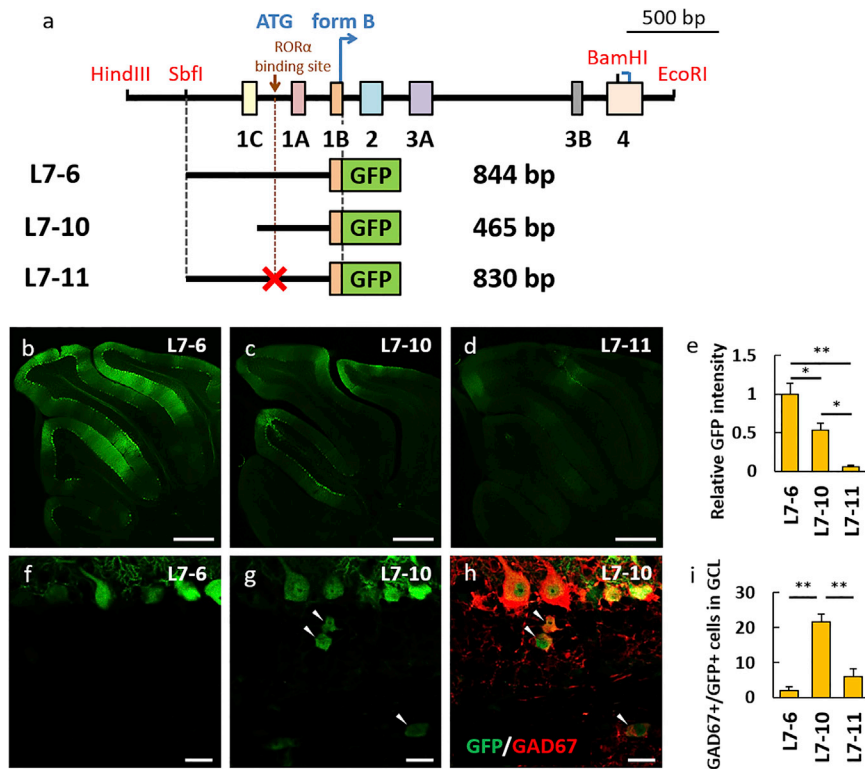 a
ATG form B
500 bp
RORα
binding site
HindIII SbfI
BamHI
EcoRI
1C 1A 1B 2 3A 3B 4
L7-6 GFP 844 bp
L7-10 GFP 465 bp
L7-11 GFP 830 bp
b L7-6
c L7-10
d L7-11
e
Relative GFP intensity
1.5
1
0.5
0
**
*
*
L7-6
L7-10
L7-11
f L7-6
g L7-10
h L7-10
GFP/GAD67
i
GAD67+/GFP+ cells in GCL
30
20
10
0
** **
L7-6
L7-10
L7-11